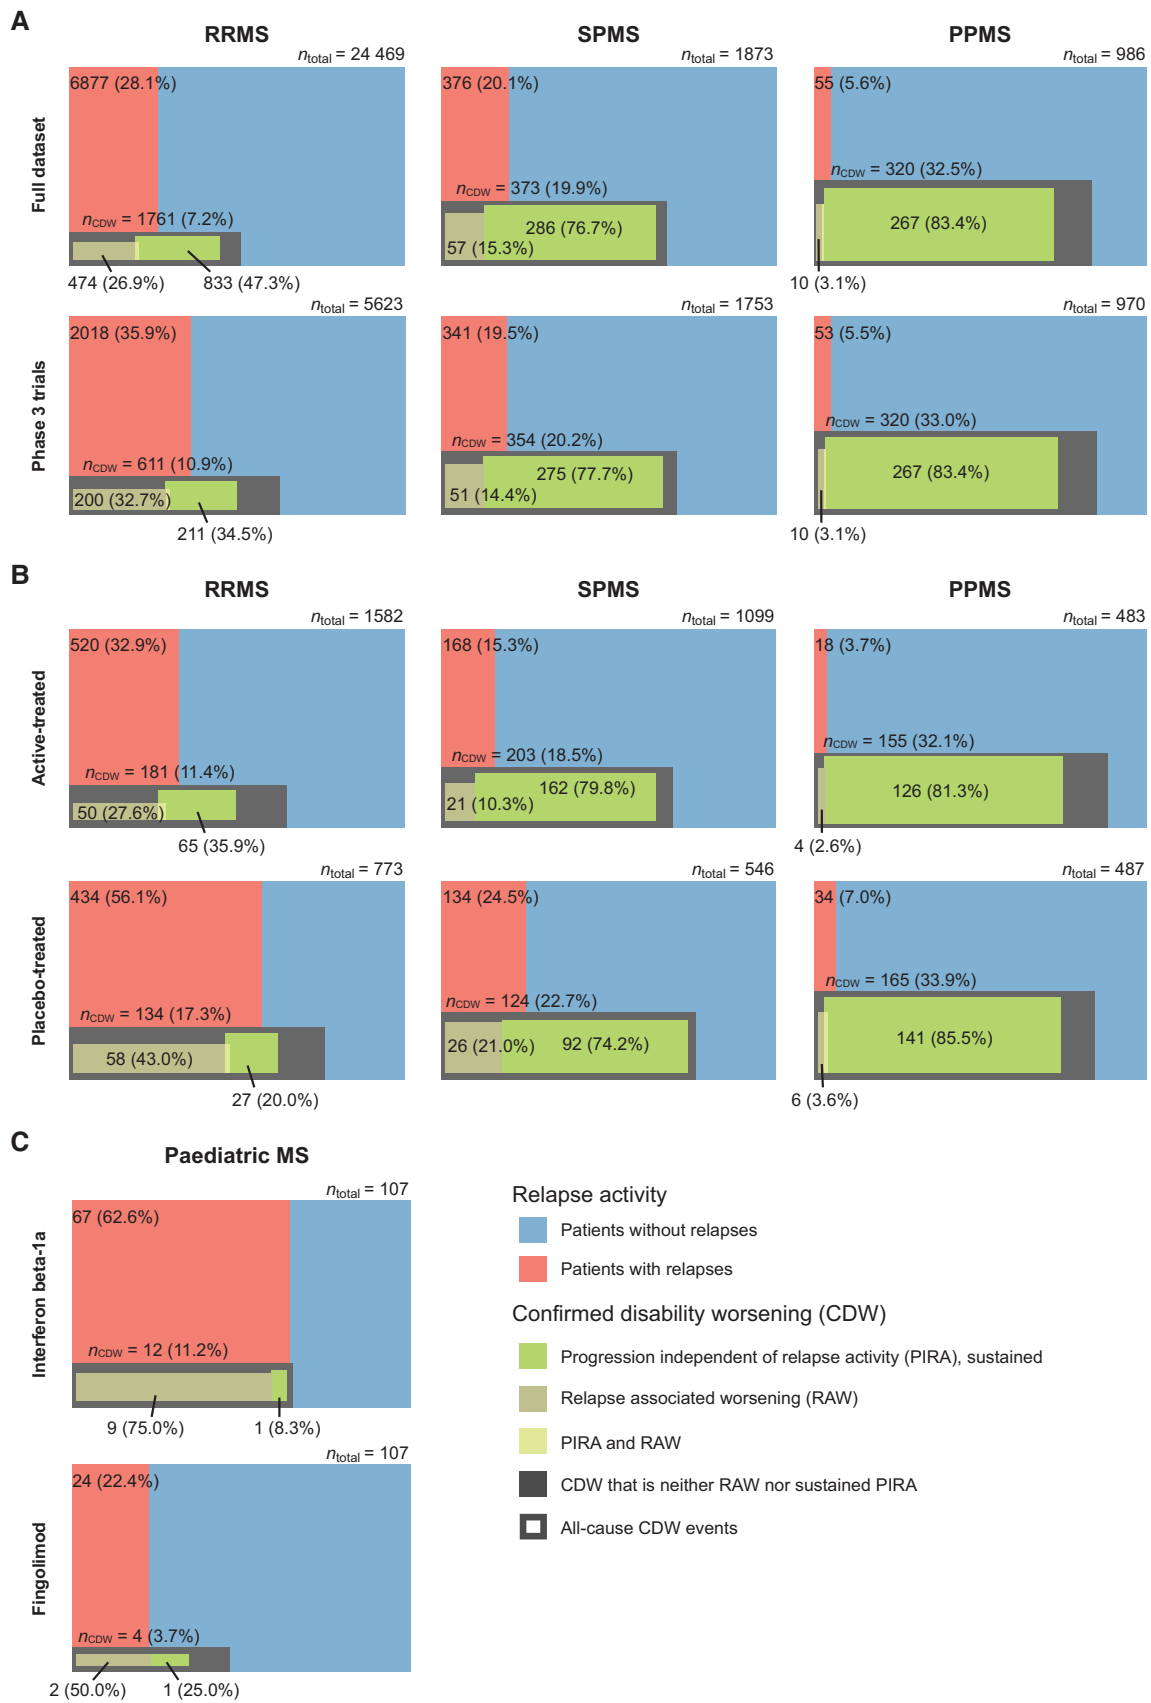 A
RRMS
SPMS
PPMS
Full dataset
ntotal = 24 469
6877 (28.1%)
nCDW = 1761 (7.2%)
474 (26.9%)
833 (47.3%)
ntotal = 1873
376 (20.1%)
nCDW = 373 (19.9%)
286 (76.7%)
57 (15.3%)
ntotal = 986
55 (5.6%)
nCDW = 320 (32.5%)
267 (83.4%)
10 (3.1%)
Phase 3 trials
ntotal = 5623
2018 (35.9%)
nCDW = 611 (10.9%)
200 (32.7%)
211 (34.5%)
ntotal = 1753
341 (19.5%)
nCDW = 354 (20.2%)
275 (77.7%)
51 (14.4%)
ntotal = 970
53 (5.5%)
nCDW = 320 (33.0%)
267 (83.4%)
10 (3.1%)
B
RRMS
SPMS
PPMS
Active-treated
ntotal = 1582
520 (32.9%)
nCDW = 181 (11.4%)
50 (27.6%)
65 (35.9%)
ntotal = 1099
168 (15.3%)
nCDW = 203 (18.5%)
162 (79.8%)
21 (10.3%)
ntotal = 483
18 (3.7%)
nCDW = 155 (32.1%)
126 (81.3%)
4 (2.6%)
Placebo-treated
ntotal = 773
434 (56.1%)
nCDW = 134 (17.3%)
58 (43.0%)
27 (20.0%)
ntotal = 546
134 (24.5%)
nCDW = 124 (22.7%)
26 (21.0%)
92 (74.2%)
ntotal = 487
34 (7.0%)
nCDW = 165 (33.9%)
141 (85.5%)
6 (3.6%)
C
Paediatric MS
Interferon beta-1a
ntotal = 107
67 (62.6%)
nCDW = 12 (11.2%)
9 (75.0%)
1 (8.3%)
Fingolimod
ntotal = 107
24 (22.4%)
nCDW = 4 (3.7%)
2 (50.0%)
1 (25.0%)
Relapse activity
Patients without relapses
Patients with relapses
Confirmed disability worsening (CDW)
Progression independent of relapse activity (PIRA), sustained
Relapse associated worsening (RAW)
PIRA and RAW
CDW that is neither RAW nor sustained PIRA
All-cause CDW events